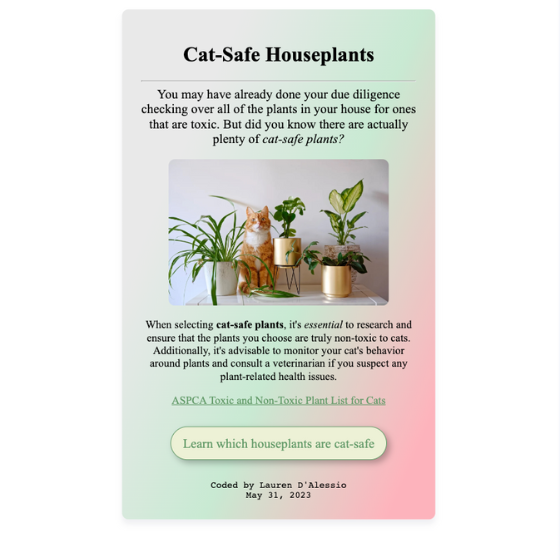 Cat-Safe Houseplants
You may have already done your due diligence
checking over all of the plants in your house for ones
that are toxic. But did you know there are actually
plenty of cat-safe plants?
When selecting cat-safe plants, it's essential to research and
ensure that the plants you choose are truly non-toxic to cats.
Additionally, it's advisable to monitor your cat's behavior
around plants and consult a veterinarian if you suspect any
plant-related health issues.
ASPCA Toxic and Non-Toxic Plant List for Cats
Learn which houseplants are cat-safe
Coded by Lauren D'Alessio
May 31, 2023